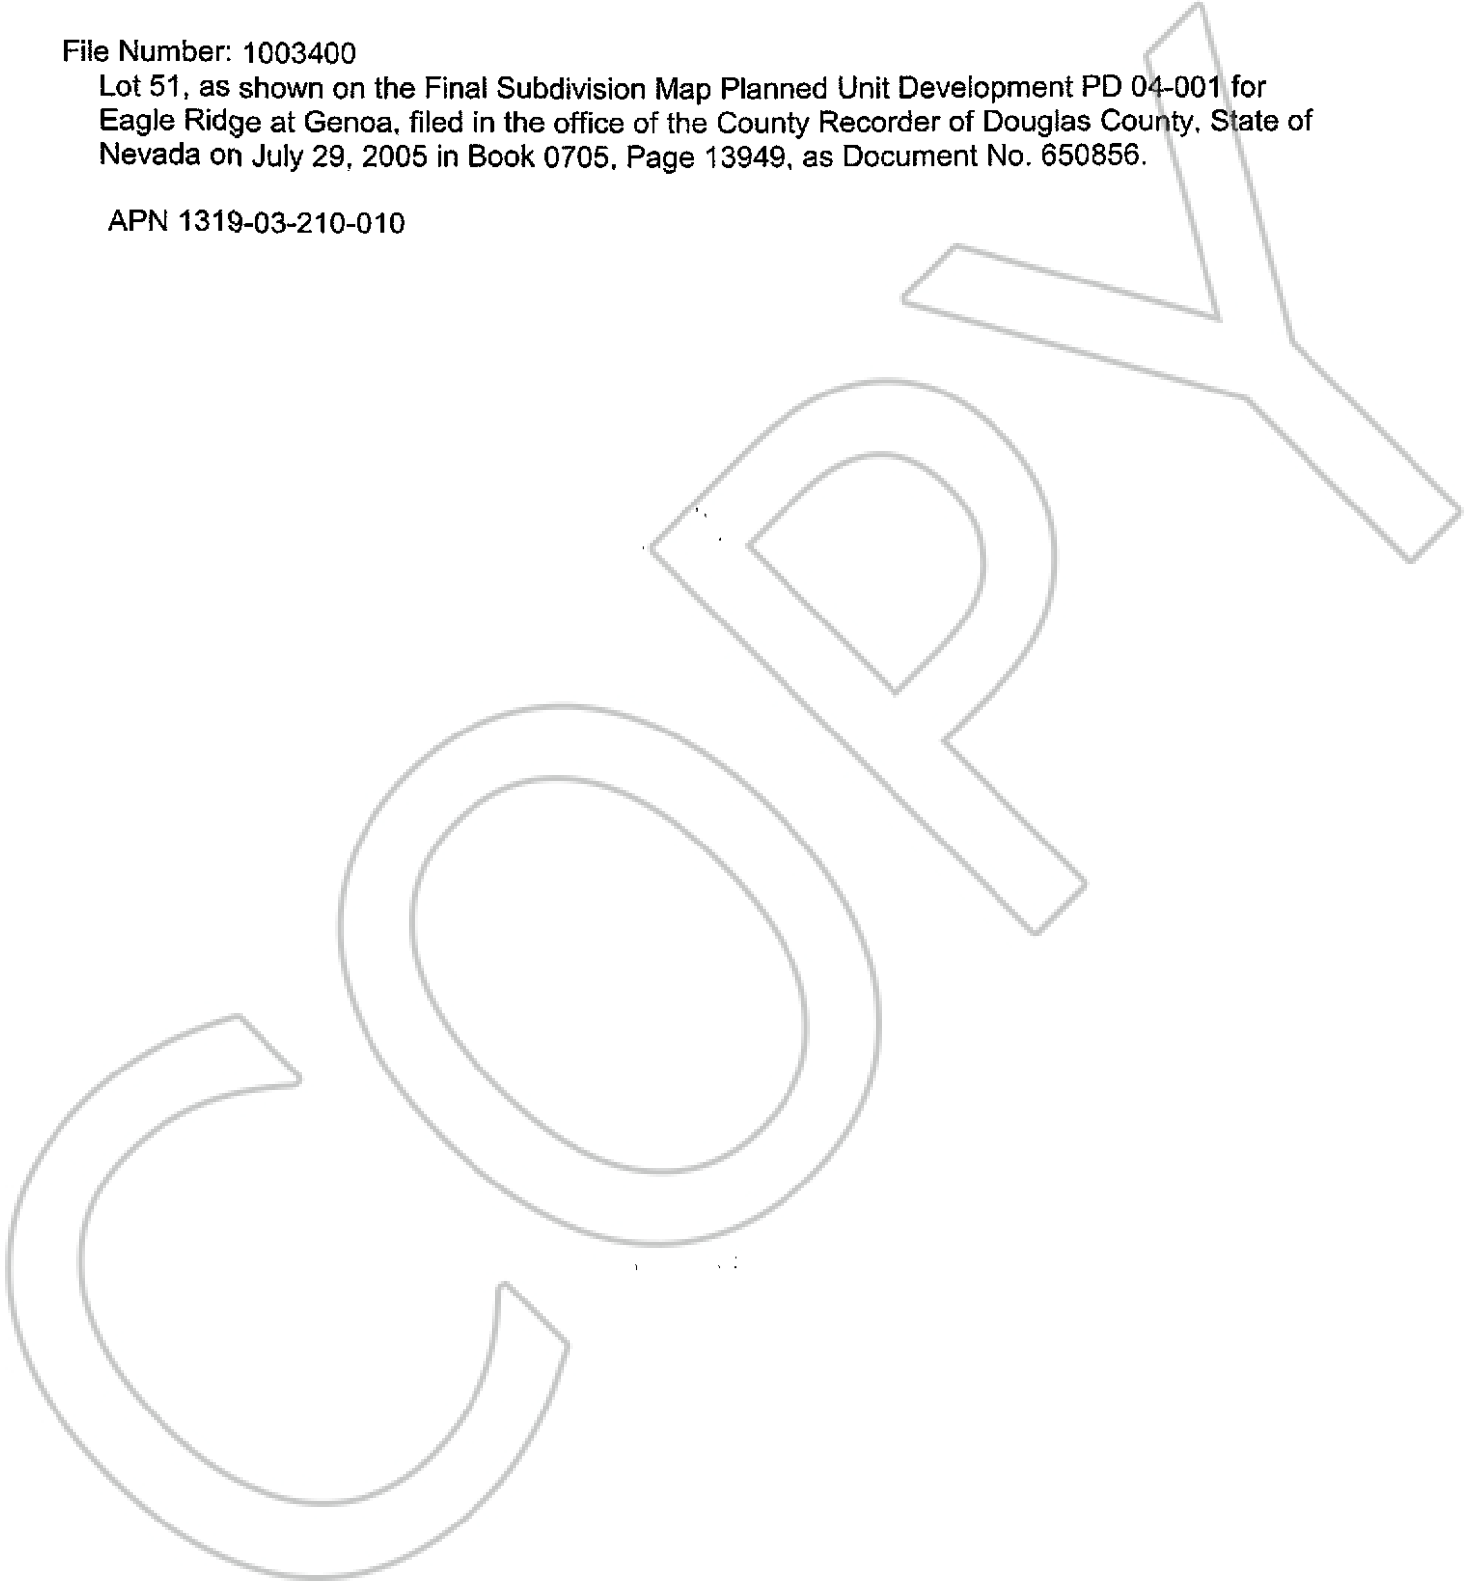 File Number: 1003400
Lot 51, as shown on the Final Subdivision Map Planned Unit Development PD 04-001 for
Eagle Ridge at Genoa, filed in the office of the County Recorder of Douglas County, State of
Nevada on July 29, 2005 in Book 0705, Page 13949, as Document No. 650856.
APN 1319-03-210-010
COPY